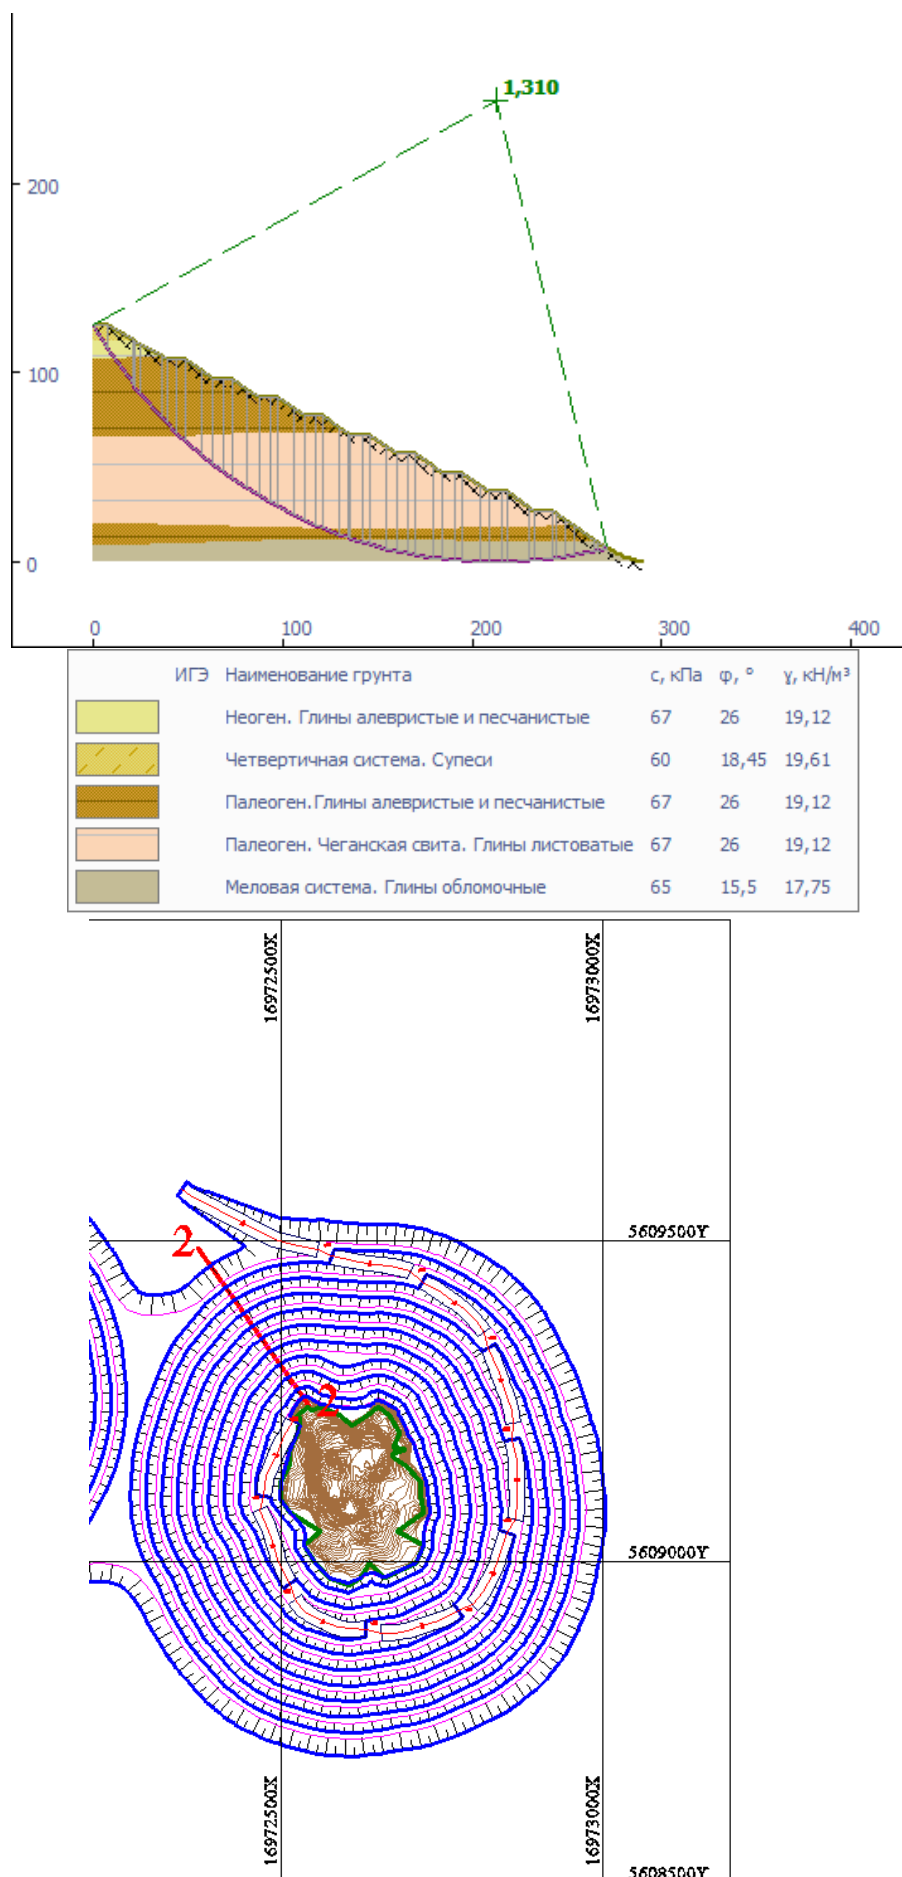 1,310
200
100
0
0 100 200 300 400
ИГЭ Наименование грунта с, кПа φ, ° γ, кН/м³
Неоген. Глины алевристые и песчанистые 67 26 19,12
Четвертичная система. Супеси 60 18,45 19,61
Палеоген.Глины алевристые и песчанистые 67 26 19,12
Палеоген. Чеганская свита. Глины листоватые 67 26 19,12
Меловая система. Глины обломочные 65 15,5 17,75
16972500X
16973000X
2
5609500Y
2
5609000Y
16972500X
16973000X
5608500Y